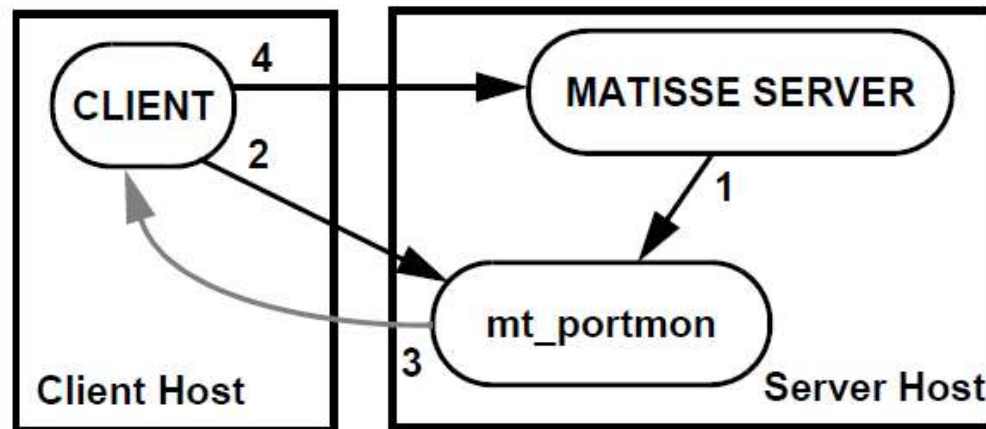 4
CLIENT
MATISSE SERVER
2
1
mt_portmon
3
Client Host
Server Host